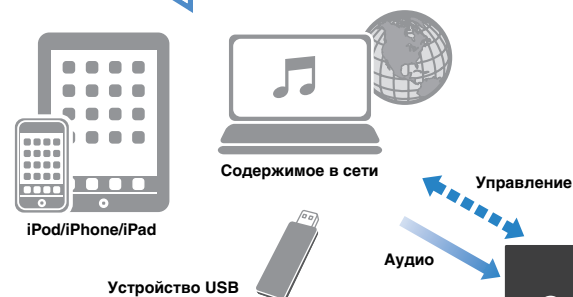 Содержимое в сети
Управление
iPod/iPhone/iPad
Аудио
Устройство USB